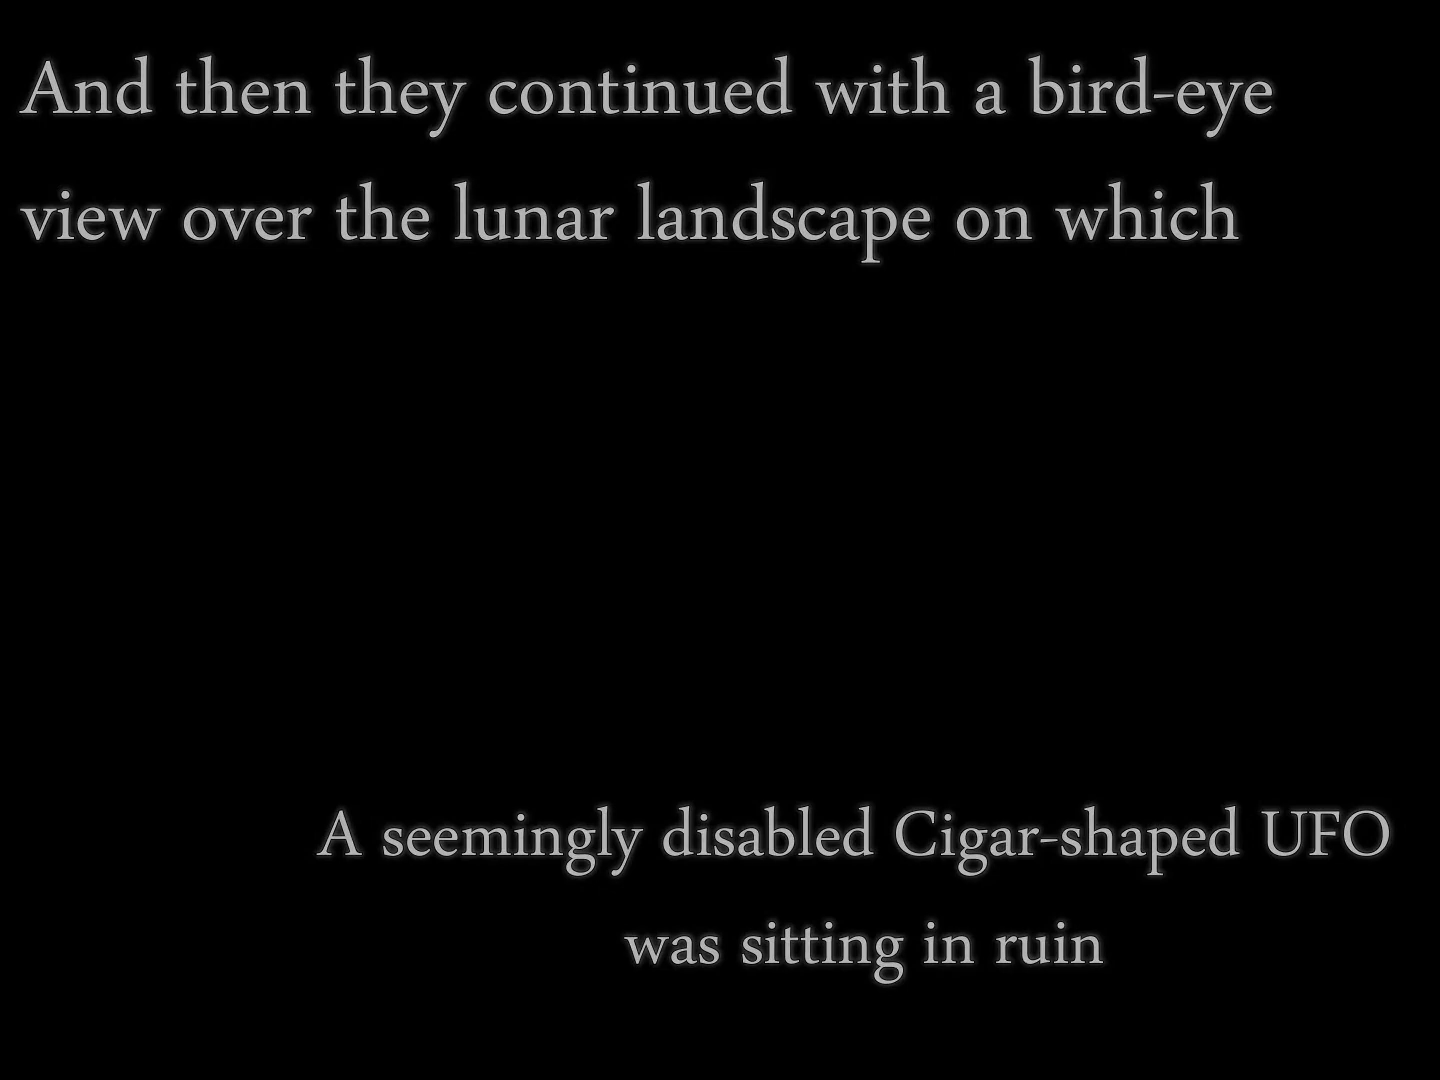 And then they continued with a bird-eye
view over the lunar landscape on which
A seemingly disabled Cigar-shaped UFO
was sitting in ruin